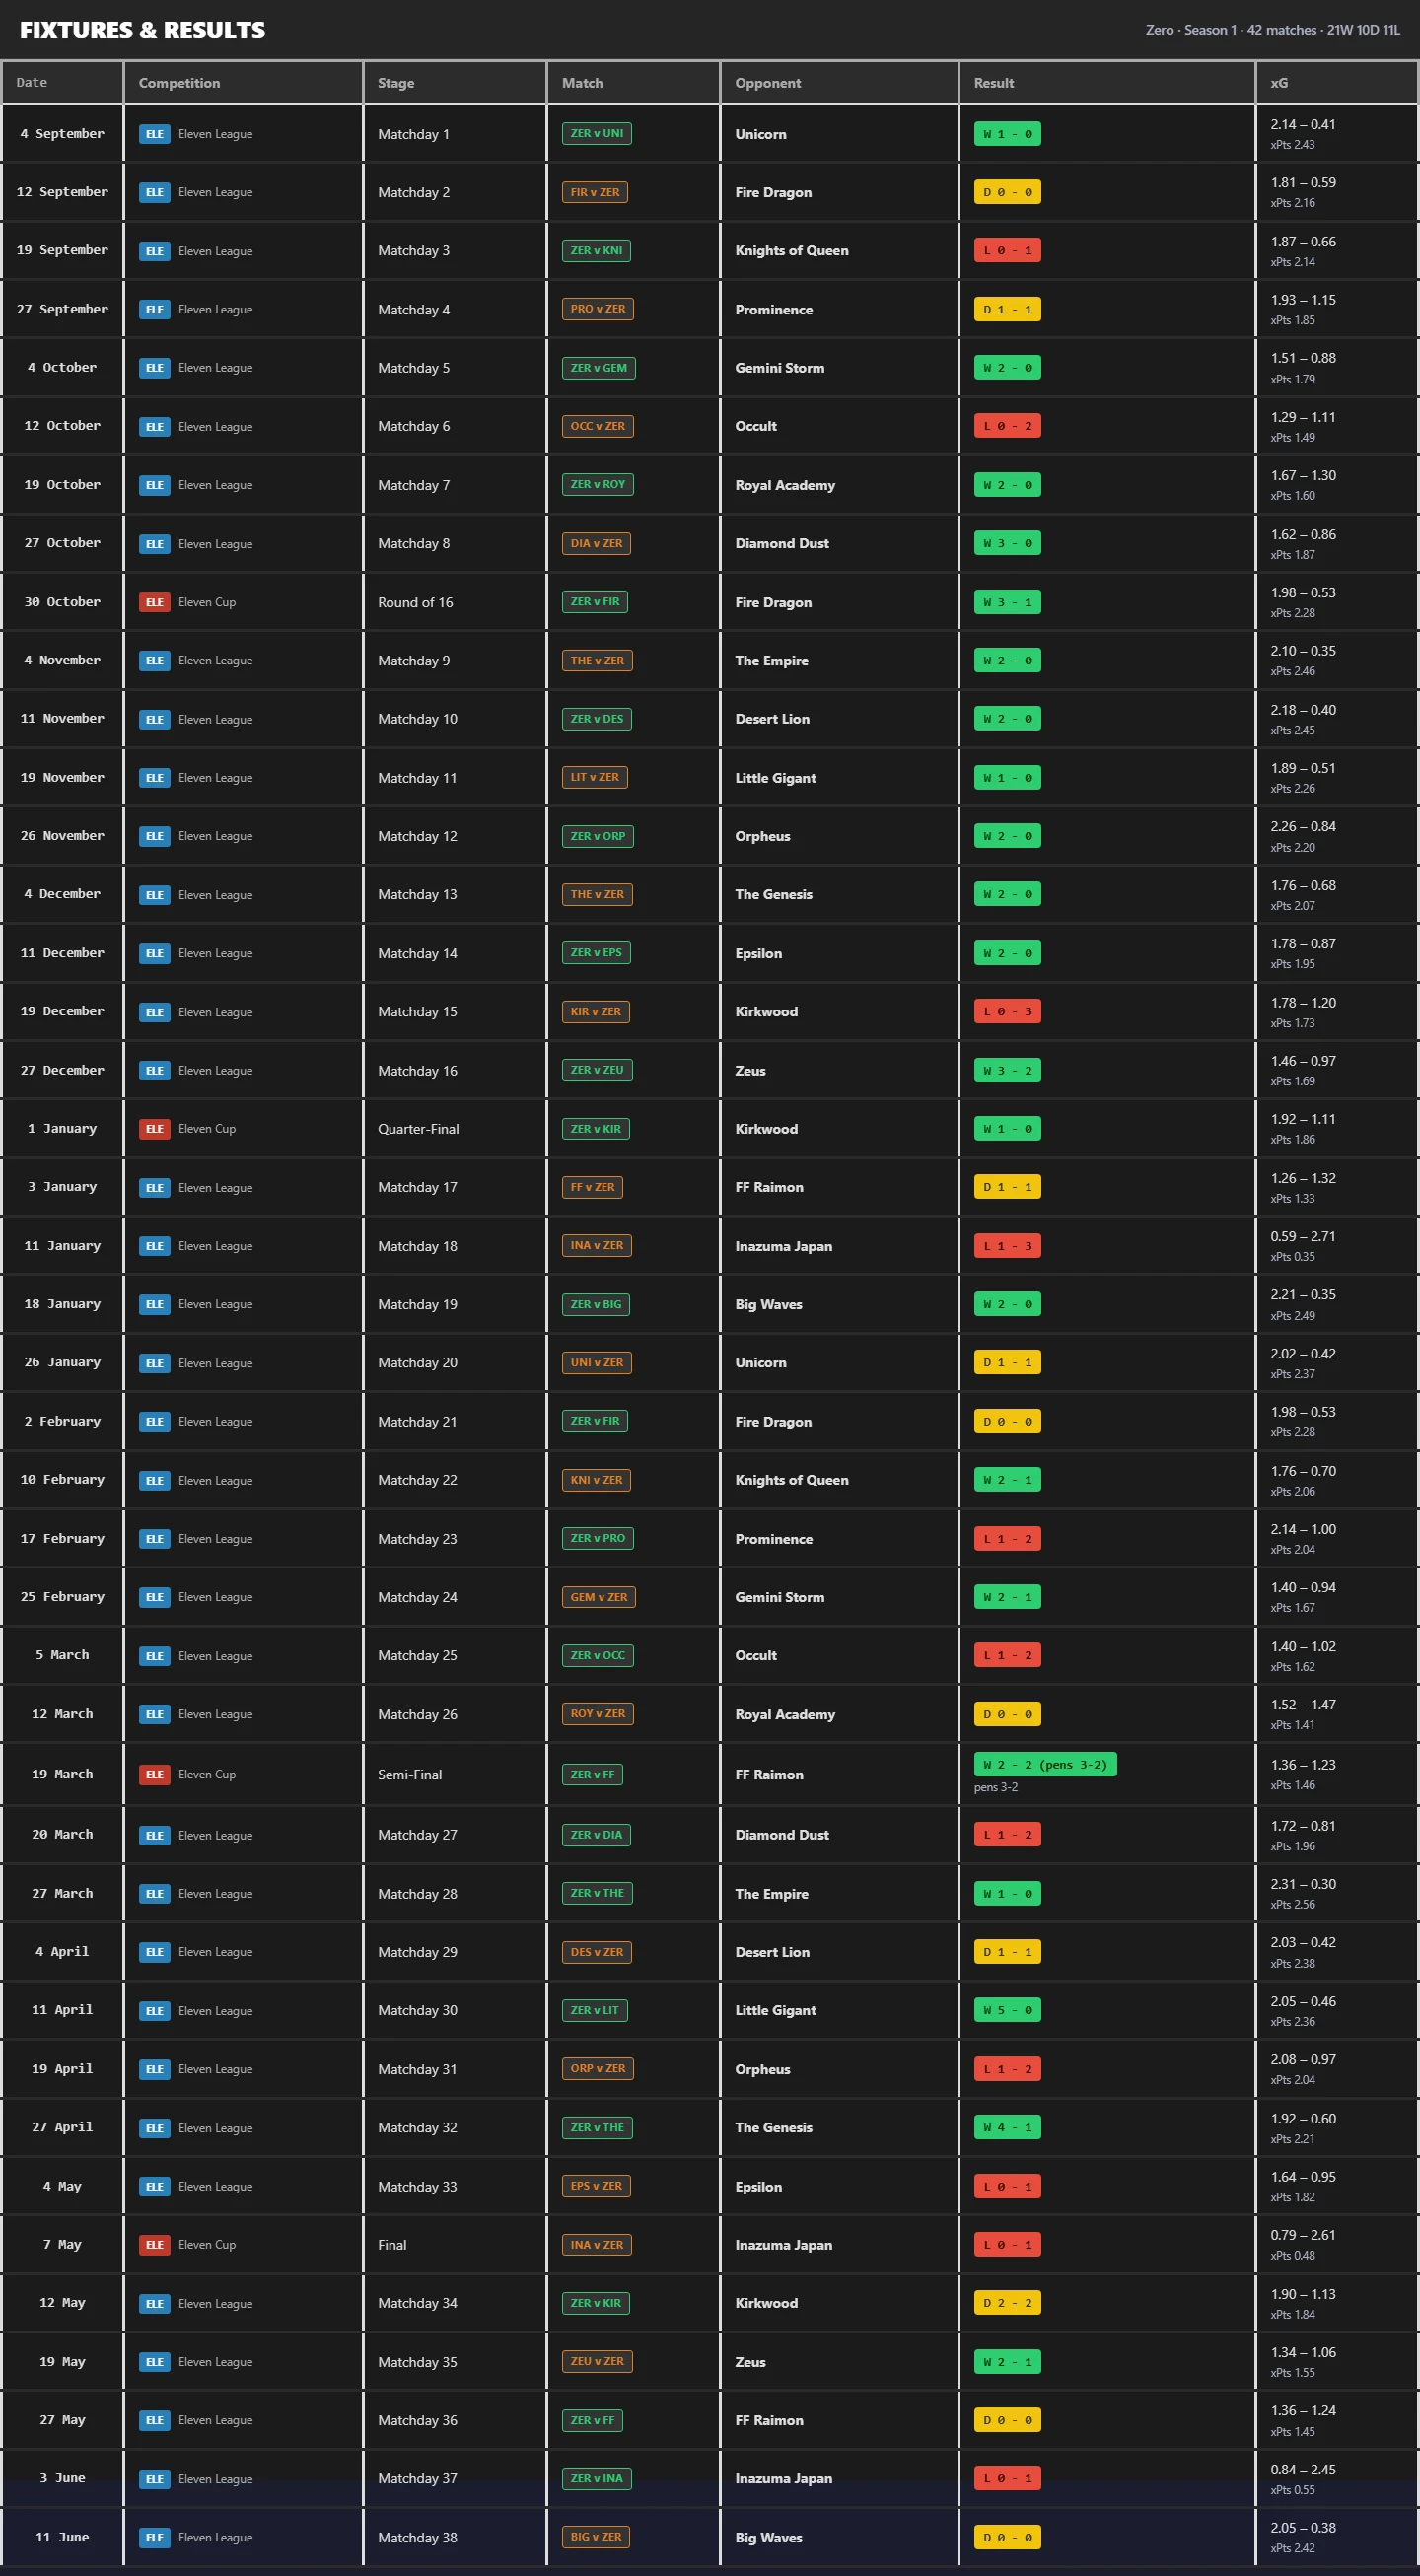 FIXTURES & RESULTS Zero · Season 1 · 42 matches · 21W 10D 11L
Date Competition Stage Match Opponent Result xG
4 September ELE Eleven League Matchday 1 ZER v UNI Unicorn W 1 - 0 2.14 – 0.41
xPts 2.43
12 September ELE Eleven League Matchday 2 FIR v ZER Fire Dragon D 0 - 0 1.81 – 0.59
xPts 2.16
19 September ELE Eleven League Matchday 3 ZER v KNI Knights of Queen L 0 - 1 1.87 – 0.66
xPts 2.14
27 September ELE Eleven League Matchday 4 PRO v ZER Prominence D 1 - 1 1.93 – 1.15
xPts 1.85
4 October ELE Eleven League Matchday 5 ZER v GEM Gemini Storm W 2 - 0 1.51 – 0.88
xPts 1.79
12 October ELE Eleven League Matchday 6 OCC v ZER Occult L 0 - 2 1.29 – 1.11
xPts 1.49
19 October ELE Eleven League Matchday 7 ZER v ROY Royal Academy W 2 - 0 1.67 – 1.30
xPts 1.60
27 October ELE Eleven League Matchday 8 DIA v ZER Diamond Dust W 3 - 0 1.62 – 0.86
xPts 1.87
30 October ELE Eleven Cup Round of 16 ZER v FIR Fire Dragon W 3 - 1 1.98 – 0.53
xPts 2.28
4 November ELE Eleven League Matchday 9 THE v ZER The Empire W 2 - 0 2.10 – 0.35
xPts 2.46
11 November ELE Eleven League Matchday 10 ZER v DES Desert Lion W 2 - 0 2.18 – 0.40
xPts 2.45
19 November ELE Eleven League Matchday 11 LIT v ZER Little Gigant W 1 - 0 1.89 – 0.51
xPts 2.26
26 November ELE Eleven League Matchday 12 ZER v ORP Orpheus W 2 - 0 2.26 – 0.84
xPts 2.20
4 December ELE Eleven League Matchday 13 THE v ZER The Genesis W 2 - 0 1.76 – 0.68
xPts 2.07
11 December ELE Eleven League Matchday 14 ZER v EPS Epsilon W 2 - 0 1.78 – 0.87
xPts 1.95
19 December ELE Eleven League Matchday 15 KIR v ZER Kirkwood L 0 - 3 1.78 – 1.20
xPts 1.73
27 December ELE Eleven League Matchday 16 ZER v ZEU Zeus W 3 - 2 1.46 – 0.97
xPts 1.69
1 January ELE Eleven Cup Quarter-Final ZER v KIR Kirkwood W 1 - 0 1.92 – 1.11
xPts 1.86
3 January ELE Eleven League Matchday 17 FF v ZER FF Raimon D 1 - 1 1.26 – 1.32
xPts 1.33
11 January ELE Eleven League Matchday 18 INA v ZER Inazuma Japan L 1 - 3 0.59 – 2.71
xPts 0.35
18 January ELE Eleven League Matchday 19 ZER v BIG Big Waves W 2 - 0 2.21 – 0.35
xPts 2.49
26 January ELE Eleven League Matchday 20 UNI v ZER Unicorn D 1 - 1 2.02 – 0.42
xPts 2.37
2 February ELE Eleven League Matchday 21 ZER v FIR Fire Dragon D 0 - 0 1.98 – 0.53
xPts 2.28
10 February ELE Eleven League Matchday 22 KNI v ZER Knights of Queen W 2 - 1 1.76 – 0.70
xPts 2.06
17 February ELE Eleven League Matchday 23 ZER v PRO Prominence L 1 - 2 2.14 – 1.00
xPts 2.04
25 February ELE Eleven League Matchday 24 GEM v ZER Gemini Storm W 2 - 1 1.40 – 0.94
xPts 1.67
5 March ELE Eleven League Matchday 25 ZER v OCC Occult L 1 - 2 1.40 – 1.02
xPts 1.62
12 March ELE Eleven League Matchday 26 ROY v ZER Royal Academy D 0 - 0 1.52 – 1.47
xPts 1.41
19 March ELE Eleven Cup Semi-Final ZER v FF FF Raimon W 2 - 2 (pens 3-2) 1.36 – 1.23
pens 3-2 xPts 1.46
20 March ELE Eleven League Matchday 27 ZER v DIA Diamond Dust L 1 - 2 1.72 – 0.81
xPts 1.96
27 March ELE Eleven League Matchday 28 ZER v THE The Empire W 1 - 0 2.31 – 0.30
xPts 2.56
4 April ELE Eleven League Matchday 29 DES v ZER Desert Lion D 1 - 1 2.03 – 0.42
xPts 2.38
11 April ELE Eleven League Matchday 30 ZER v LIT Little Gigant W 5 - 0 2.05 – 0.46
xPts 2.36
19 April ELE Eleven League Matchday 31 ORP v ZER Orpheus L 1 - 2 2.08 – 0.97
xPts 2.04
27 April ELE Eleven League Matchday 32 ZER v THE The Genesis W 4 - 1 1.92 – 0.60
xPts 2.21
4 May ELE Eleven League Matchday 33 EPS v ZER Epsilon L 0 - 1 1.64 – 0.95
xPts 1.82
7 May ELE Eleven Cup Final INA v ZER Inazuma Japan L 0 - 1 0.79 – 2.61
xPts 0.48
12 May ELE Eleven League Matchday 34 ZER v KIR Kirkwood D 2 - 2 1.90 – 1.13
xPts 1.84
19 May ELE Eleven League Matchday 35 ZEU v ZER Zeus W 2 - 1 1.34 – 1.06
xPts 1.55
27 May ELE Eleven League Matchday 36 ZER v FF FF Raimon D 0 - 0 1.36 – 1.24
xPts 1.45
3 June ELE Eleven League Matchday 37 ZER v INA Inazuma Japan L 0 - 1 0.84 – 2.45
xPts 0.55
11 June ELE Eleven League Matchday 38 BIG v ZER Big Waves D 0 - 0 2.05 – 0.38
xPts 2.42